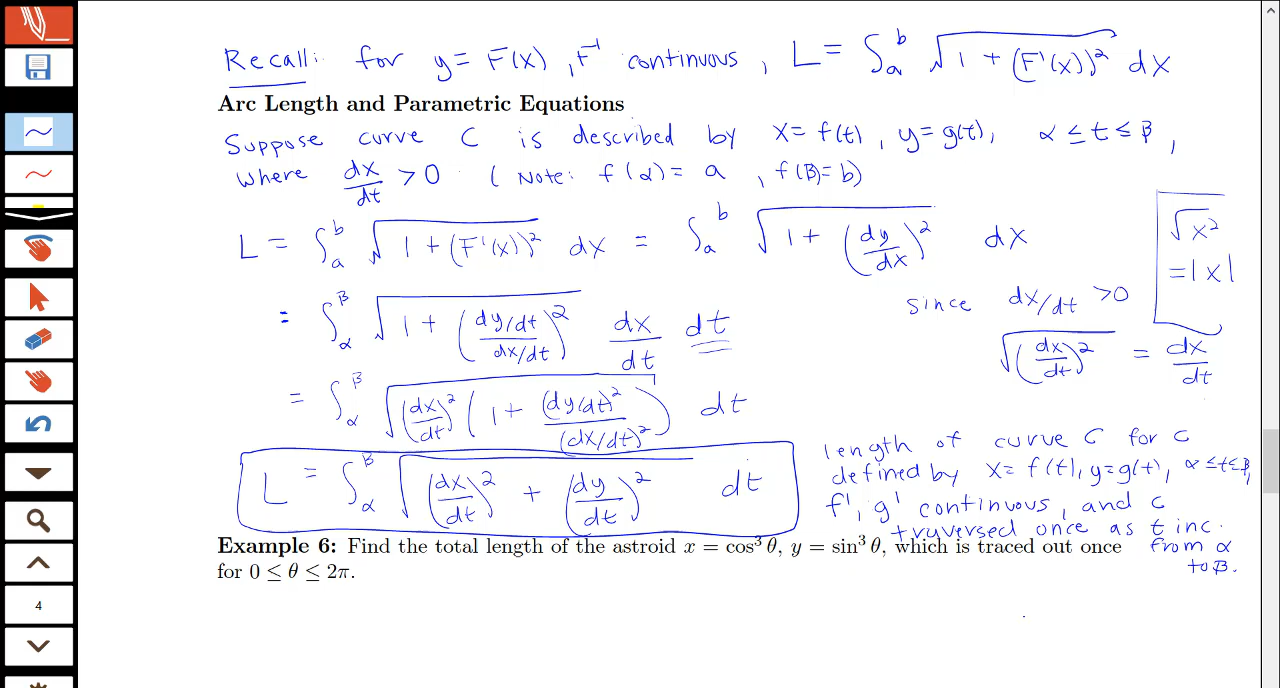 Recall: for y = F(x), F' continuous, L = ∫_a^b √(1 + (F'(x))²) dx
Arc Length and Parametric Equations
Suppose curve C is described by x = f(t), y = g(t), α ≤ t ≤ β,
where dx/dt > 0 (Note: f(α) = a, f(β) = b)
L = ∫_a^b √(1 + (F'(x))²) dx = ∫_a^b √(1 + (dy/dx)²) dx
√x²
= |x|
= ∫_α^β √(1 + ((dy/dt)/(dx/dt))²) dx/dt dt
since dx/dt > 0
√((dx/dt)²) = dx/dt
= ∫_α^β √((dx/dt)² (1 + (dy/dt)²/(dx/dt)²)) dt
L = ∫_α^β √((dx/dt)² + (dy/dt)²) dt
length of curve C for C
defined by x = f(t), y = g(t), α ≤ t ≤ β,
f', g' continuous, and C
traversed once as t inc.
from α
to β.
Example 6: Find the total length of the astroid x = cos³ θ, y = sin³ θ, which is traced out once
for 0 ≤ θ ≤ 2π.
4